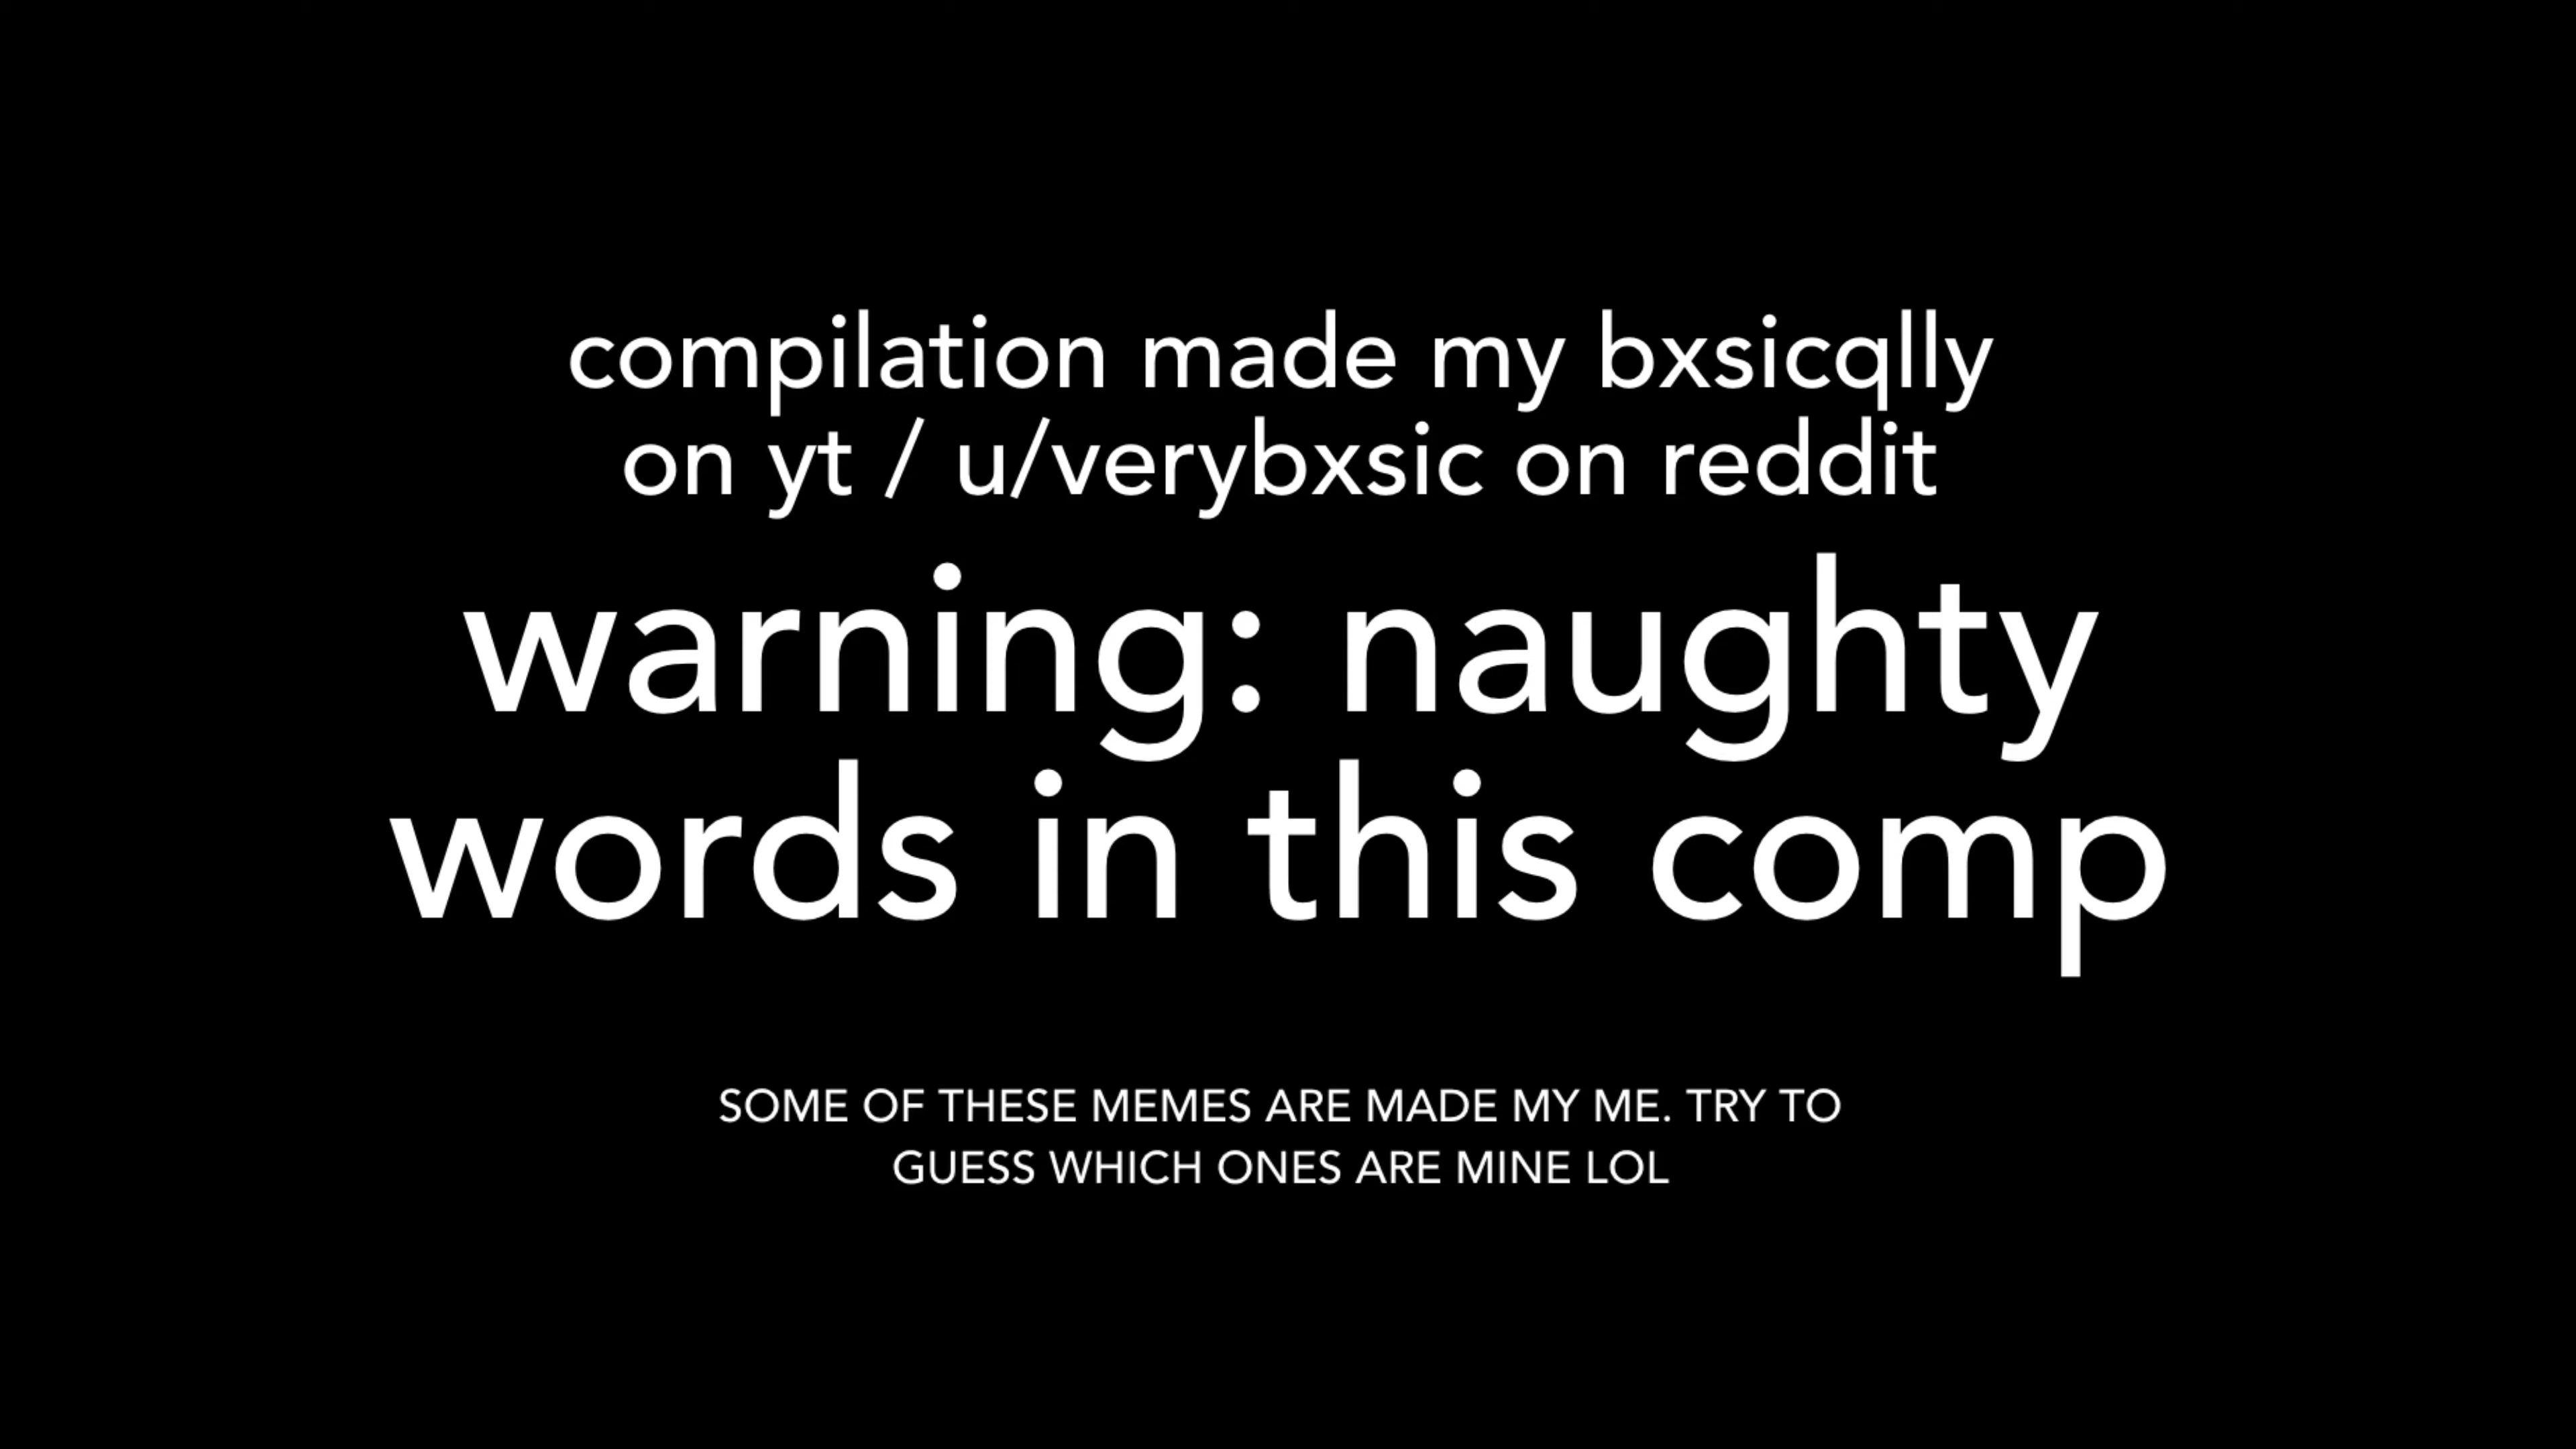 compilation made my bxsicqlly
on yt / u/verybxsic on reddit
warning: naughty
words in this comp
SOME OF THESE MEMES ARE MADE MY ME. TRY TO
GUESS WHICH ONES ARE MINE LOL